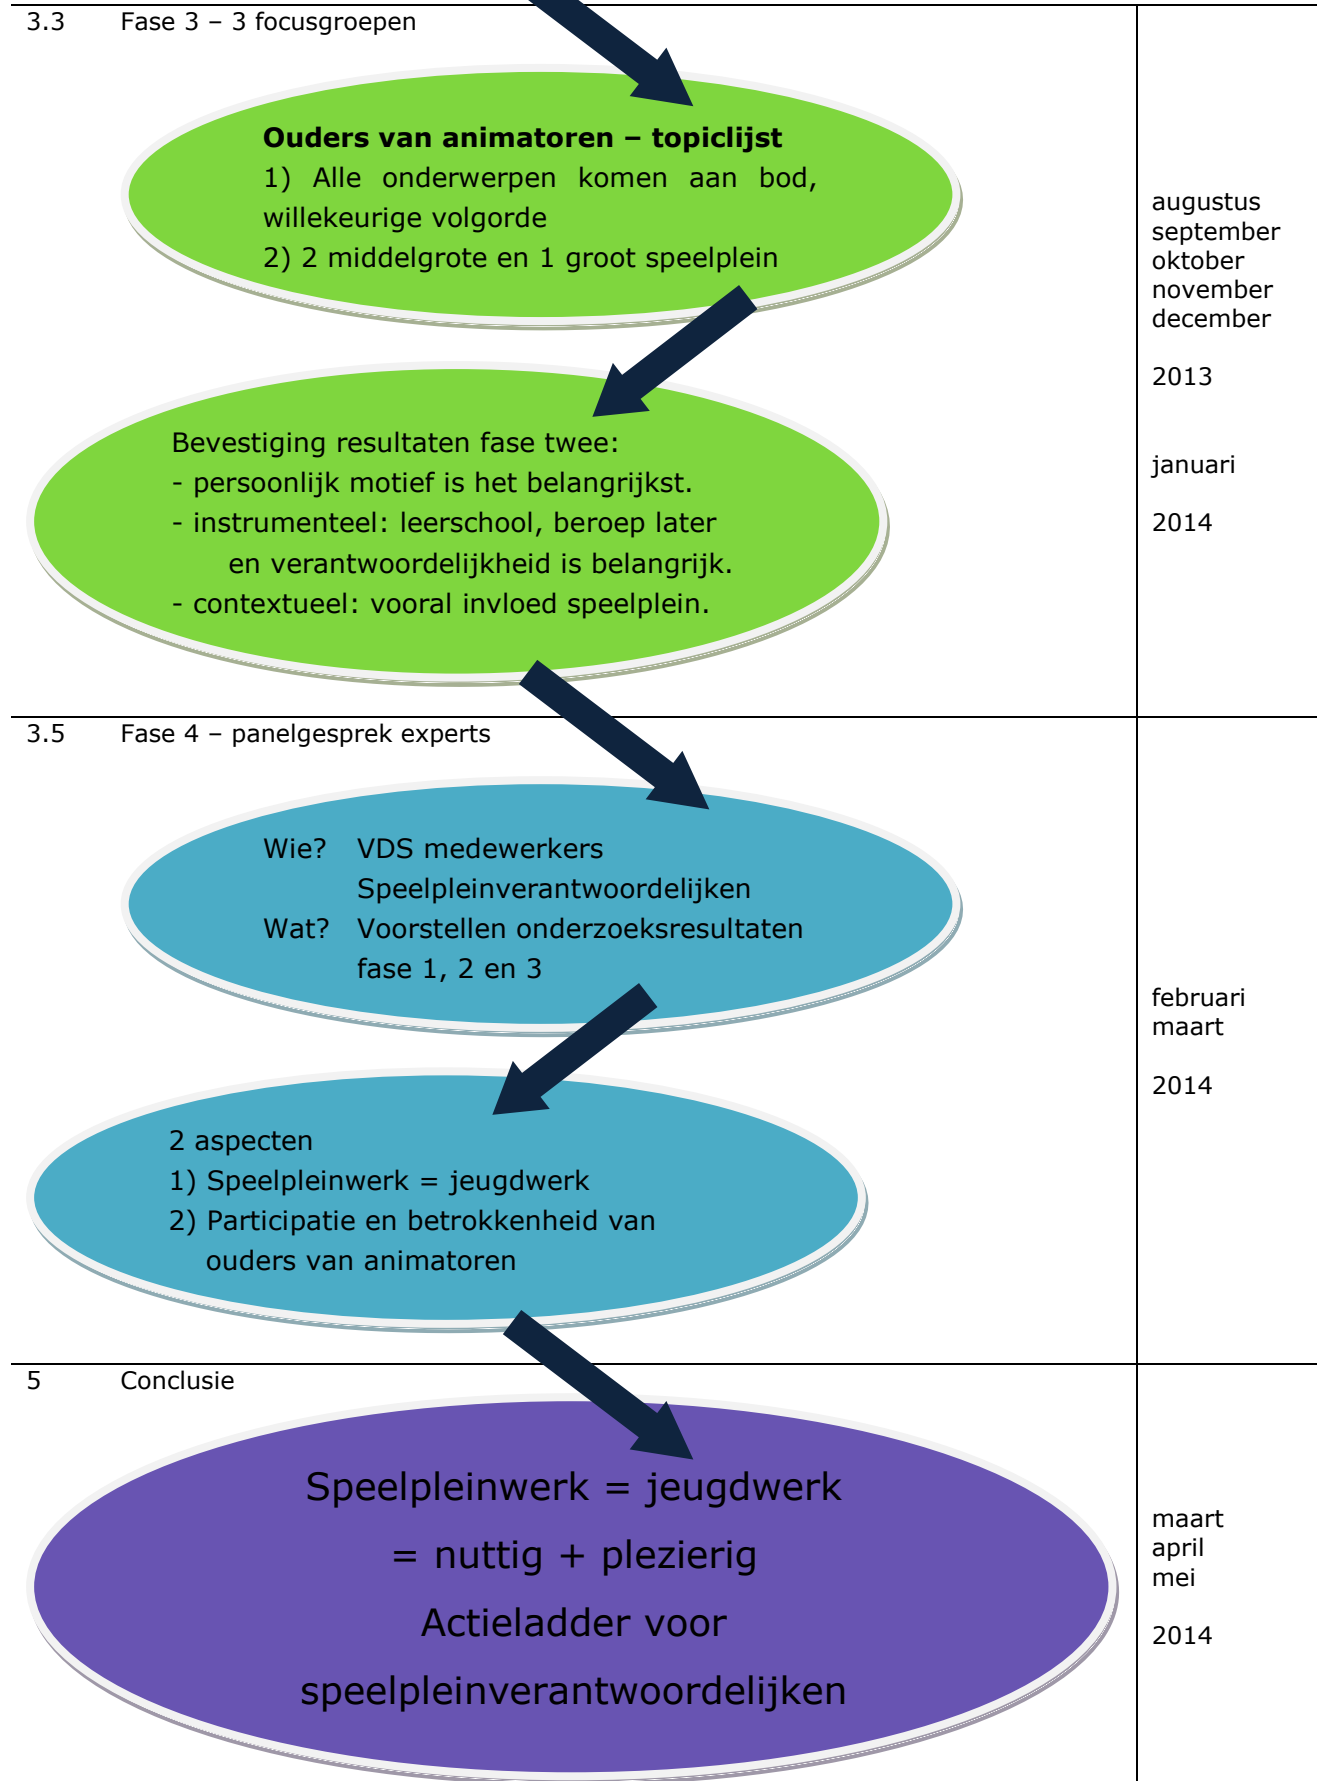 3.3 Fase 3 – 3 focusgroepen
Ouders van animatoren – topiclijst
1) Alle onderwerpen komen aan bod,
willekeurige volgorde
2) 2 middelgrote en 1 groot speelplein
augustus
september
oktober
november
december
2013
januari
2014
Bevestiging resultaten fase twee:
- persoonlijk motief is het belangrijkst.
- instrumenteel: leerschool, beroep later
en verantwoordelijkheid is belangrijk.
- contextueel: vooral invloed speelplein.
3.5 Fase 4 – panelgesprek experts
Wie? VDS medewerkers
Speelpleinverantwoordelijken
Wat? Voorstellen onderzoeksresultaten
fase 1, 2 en 3
februari
maart
2014
2 aspecten
1) Speelpleinwerk = jeugdwerk
2) Participatie en betrokkenheid van
ouders van animatoren
5 Conclusie
Speelpleinwerk = jeugdwerk
= nuttig + plezierig
Actieladder voor
speelpleinverantwoordelijken
maart
april
mei
2014